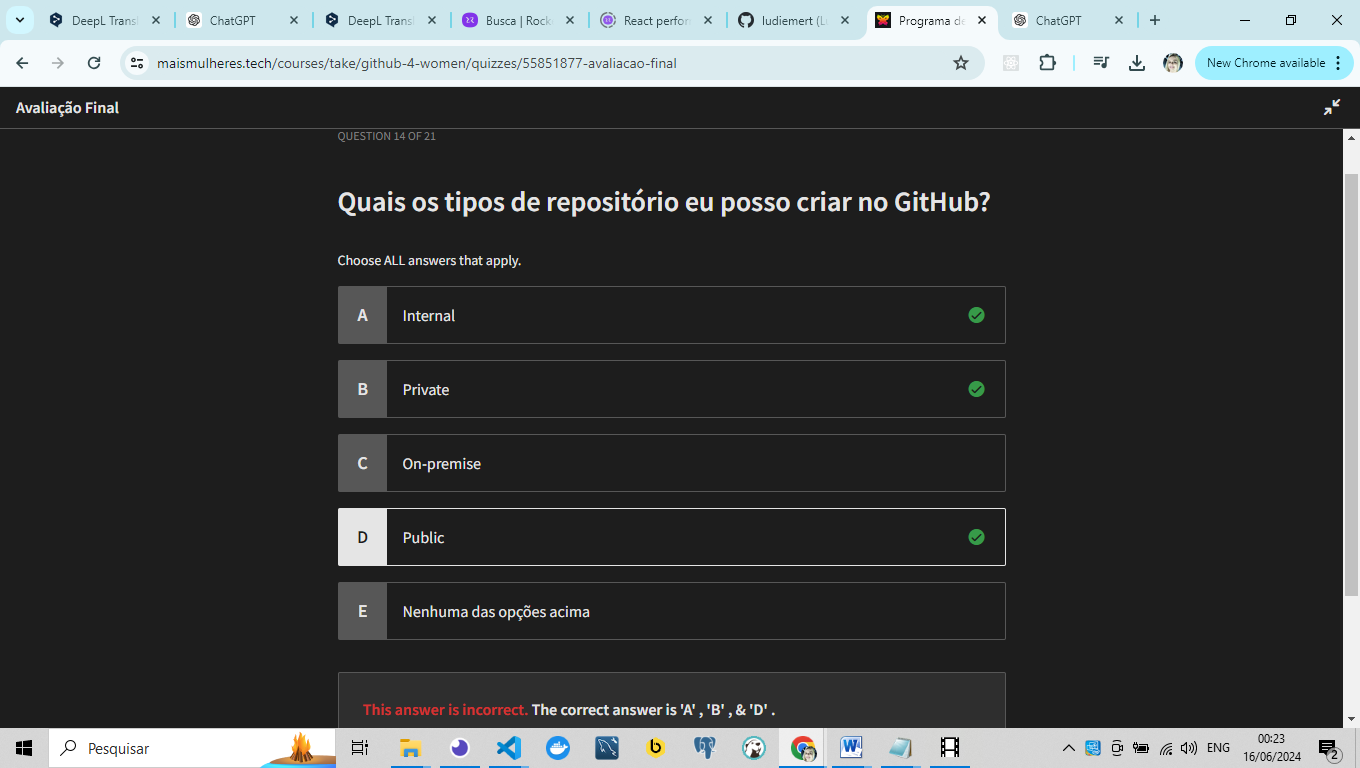 DeepL Transl
ChatGPT
DeepL Transl
Busca | Rock
React perfor
ludiemert (L
Programa de
ChatGPT
maismulheres.tech/courses/take/github-4-women/quizzes/55851877-avaliacao-final
New Chrome available
Avaliação Final
QUESTION 14 OF 21
Quais os tipos de repositório eu posso criar no GitHub?
Choose ALL answers that apply.
A Internal
B Private
C On-premise
D Public
E Nenhuma das opções acima
This answer is incorrect. The correct answer is 'A' , 'B' , & 'D' .
Pesquisar
ENG
00:23
16/06/2024
2